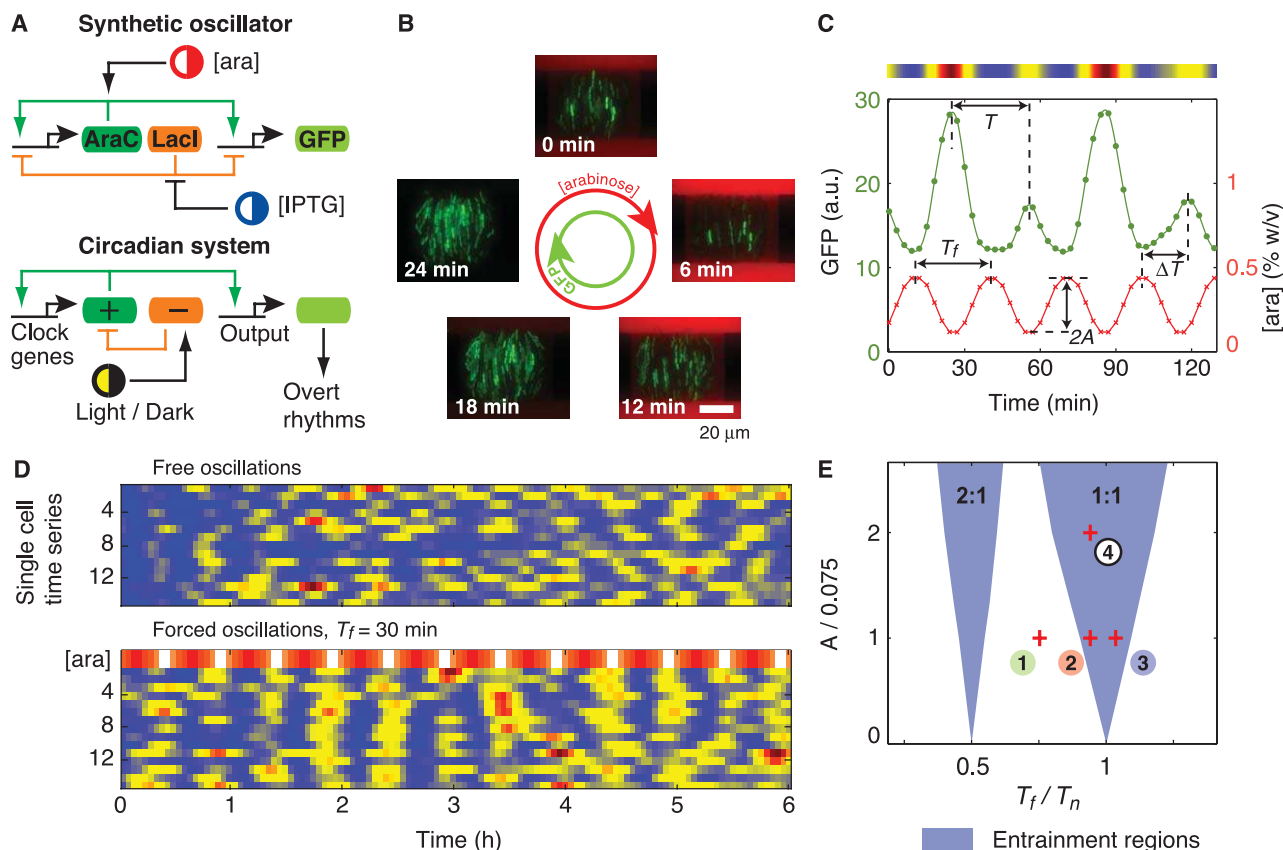 A
Synthetic oscillator
[ara]
AraC
LacI
GFP
[IPTG]
Circadian system
+
−
Clock
genes
Output
Light / Dark
Overt
rhythms
B
0 min
[arabinose]
GFP
24 min
6 min
18 min
12 min
20 μm
C
30
20
10
0
GFP (a.u.)
T
Tf
ΔT
2A
1
0.5
0
[ara] (% w/v)
0
30
60
90
120
Time (min)
D
Free oscillations
Single cell
time series
4
8
12
Forced oscillations, Tf = 30 min
[ara]
4
8
12
0
1
2
3
4
5
6
Time (h)
E
2:1
1:1
4
1
2
3
2
1
0
A / 0.075
0.5
1
Tf / Tn
Entrainment regions